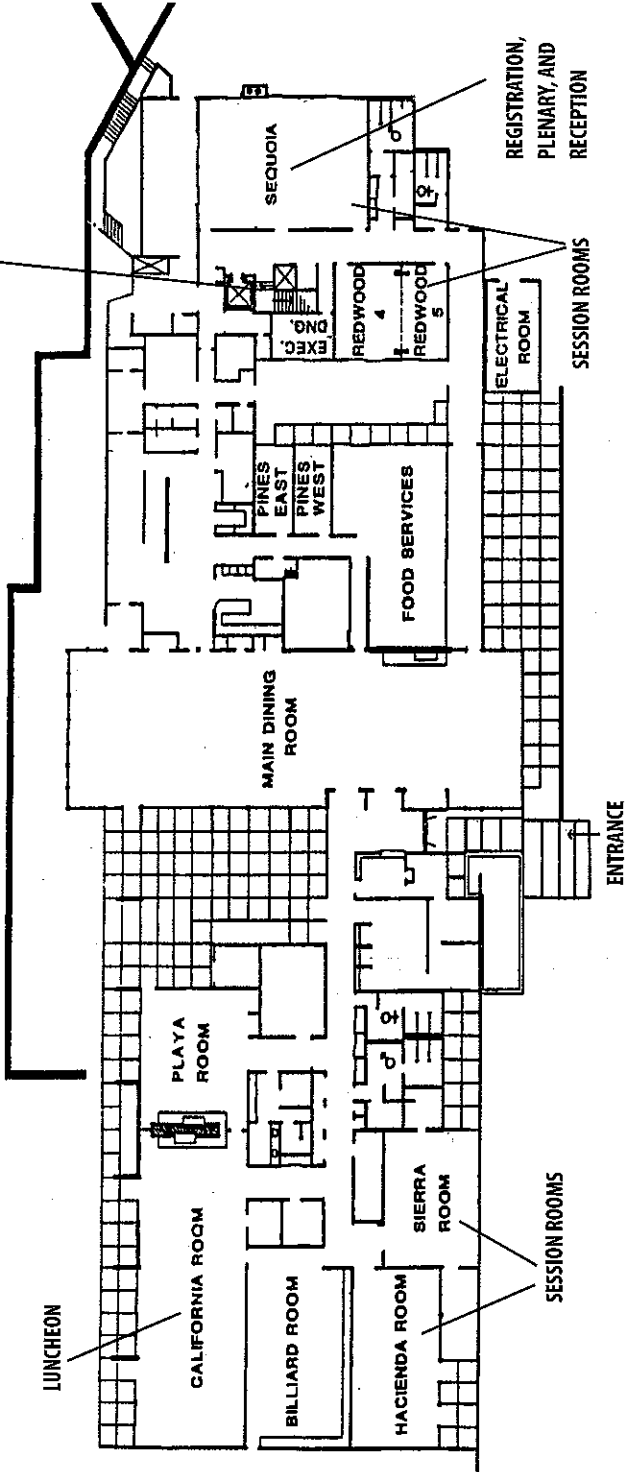 LUNCHEON
CALIFORNIA ROOM
PLAYA
ROOM
BILLIARD ROOM
HACIENDA ROOM
SIERRA
ROOM
SESSION ROOMS
MAIN DINING
ROOM
ENTRANCE
PINES
EAST
PINES
WEST
FOOD SERVICES
EXEC.
DNG.
REDWOOD
4
REDWOOD
5
ELECTRICAL
ROOM
SEQUOIA
SESSION ROOMS
REGISTRATION,
PLENARY, AND
RECEPTION